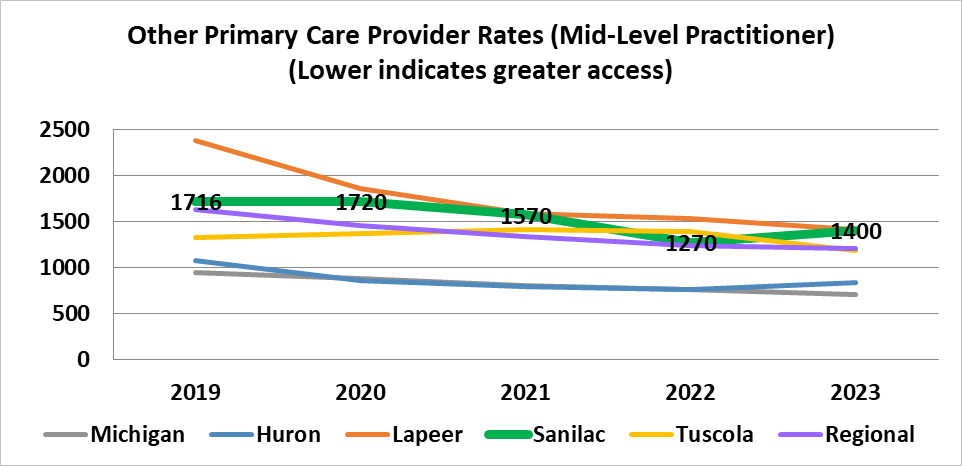 Other Primary Care Provider Rates (Mid-Level Practitioner)
(Lower indicates greater access)
2500
2000
1500
1000
500
0
1716
1720
1570
1270
1400
2019 2020 2021 2022 2023
Michigan Huron Lapeer Sanilac Tuscola Regional